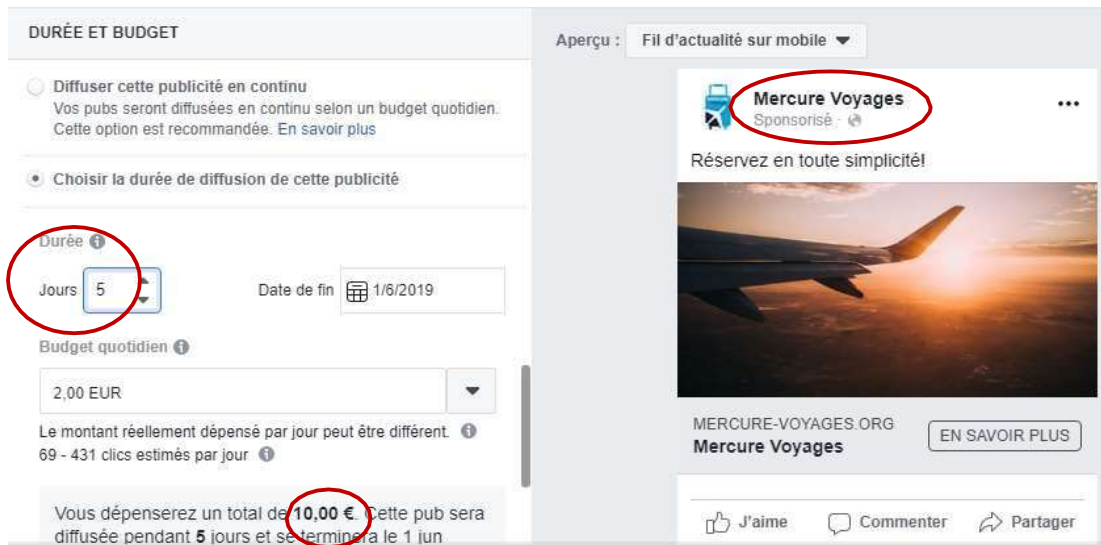 DURÉE ET BUDGET
Diffuser cette publicité en continu
Vos pubs seront diffusées en continu selon un budget quotidien.
Cette option est recommandée. En savoir plus
Choisir la durée de diffusion de cette publicité
Durée
Jours 5
Date de fin 1/6/2019
Budget quotidien
2,00 EUR
Le montant réellement dépensé par jour peut être différent.
69 - 431 clics estimés par jour
Vous dépenserez un total de 10,00 €. Cette pub sera
diffusée pendant 5 jours et se terminera le 1 jun
Aperçu : Fil d'actualité sur mobile
Mercure Voyages
Sponsorisé ·
Réservez en toute simplicité!
MERCURE-VOYAGES.ORG
Mercure Voyages
EN SAVOIR PLUS
J'aime Commenter Partager